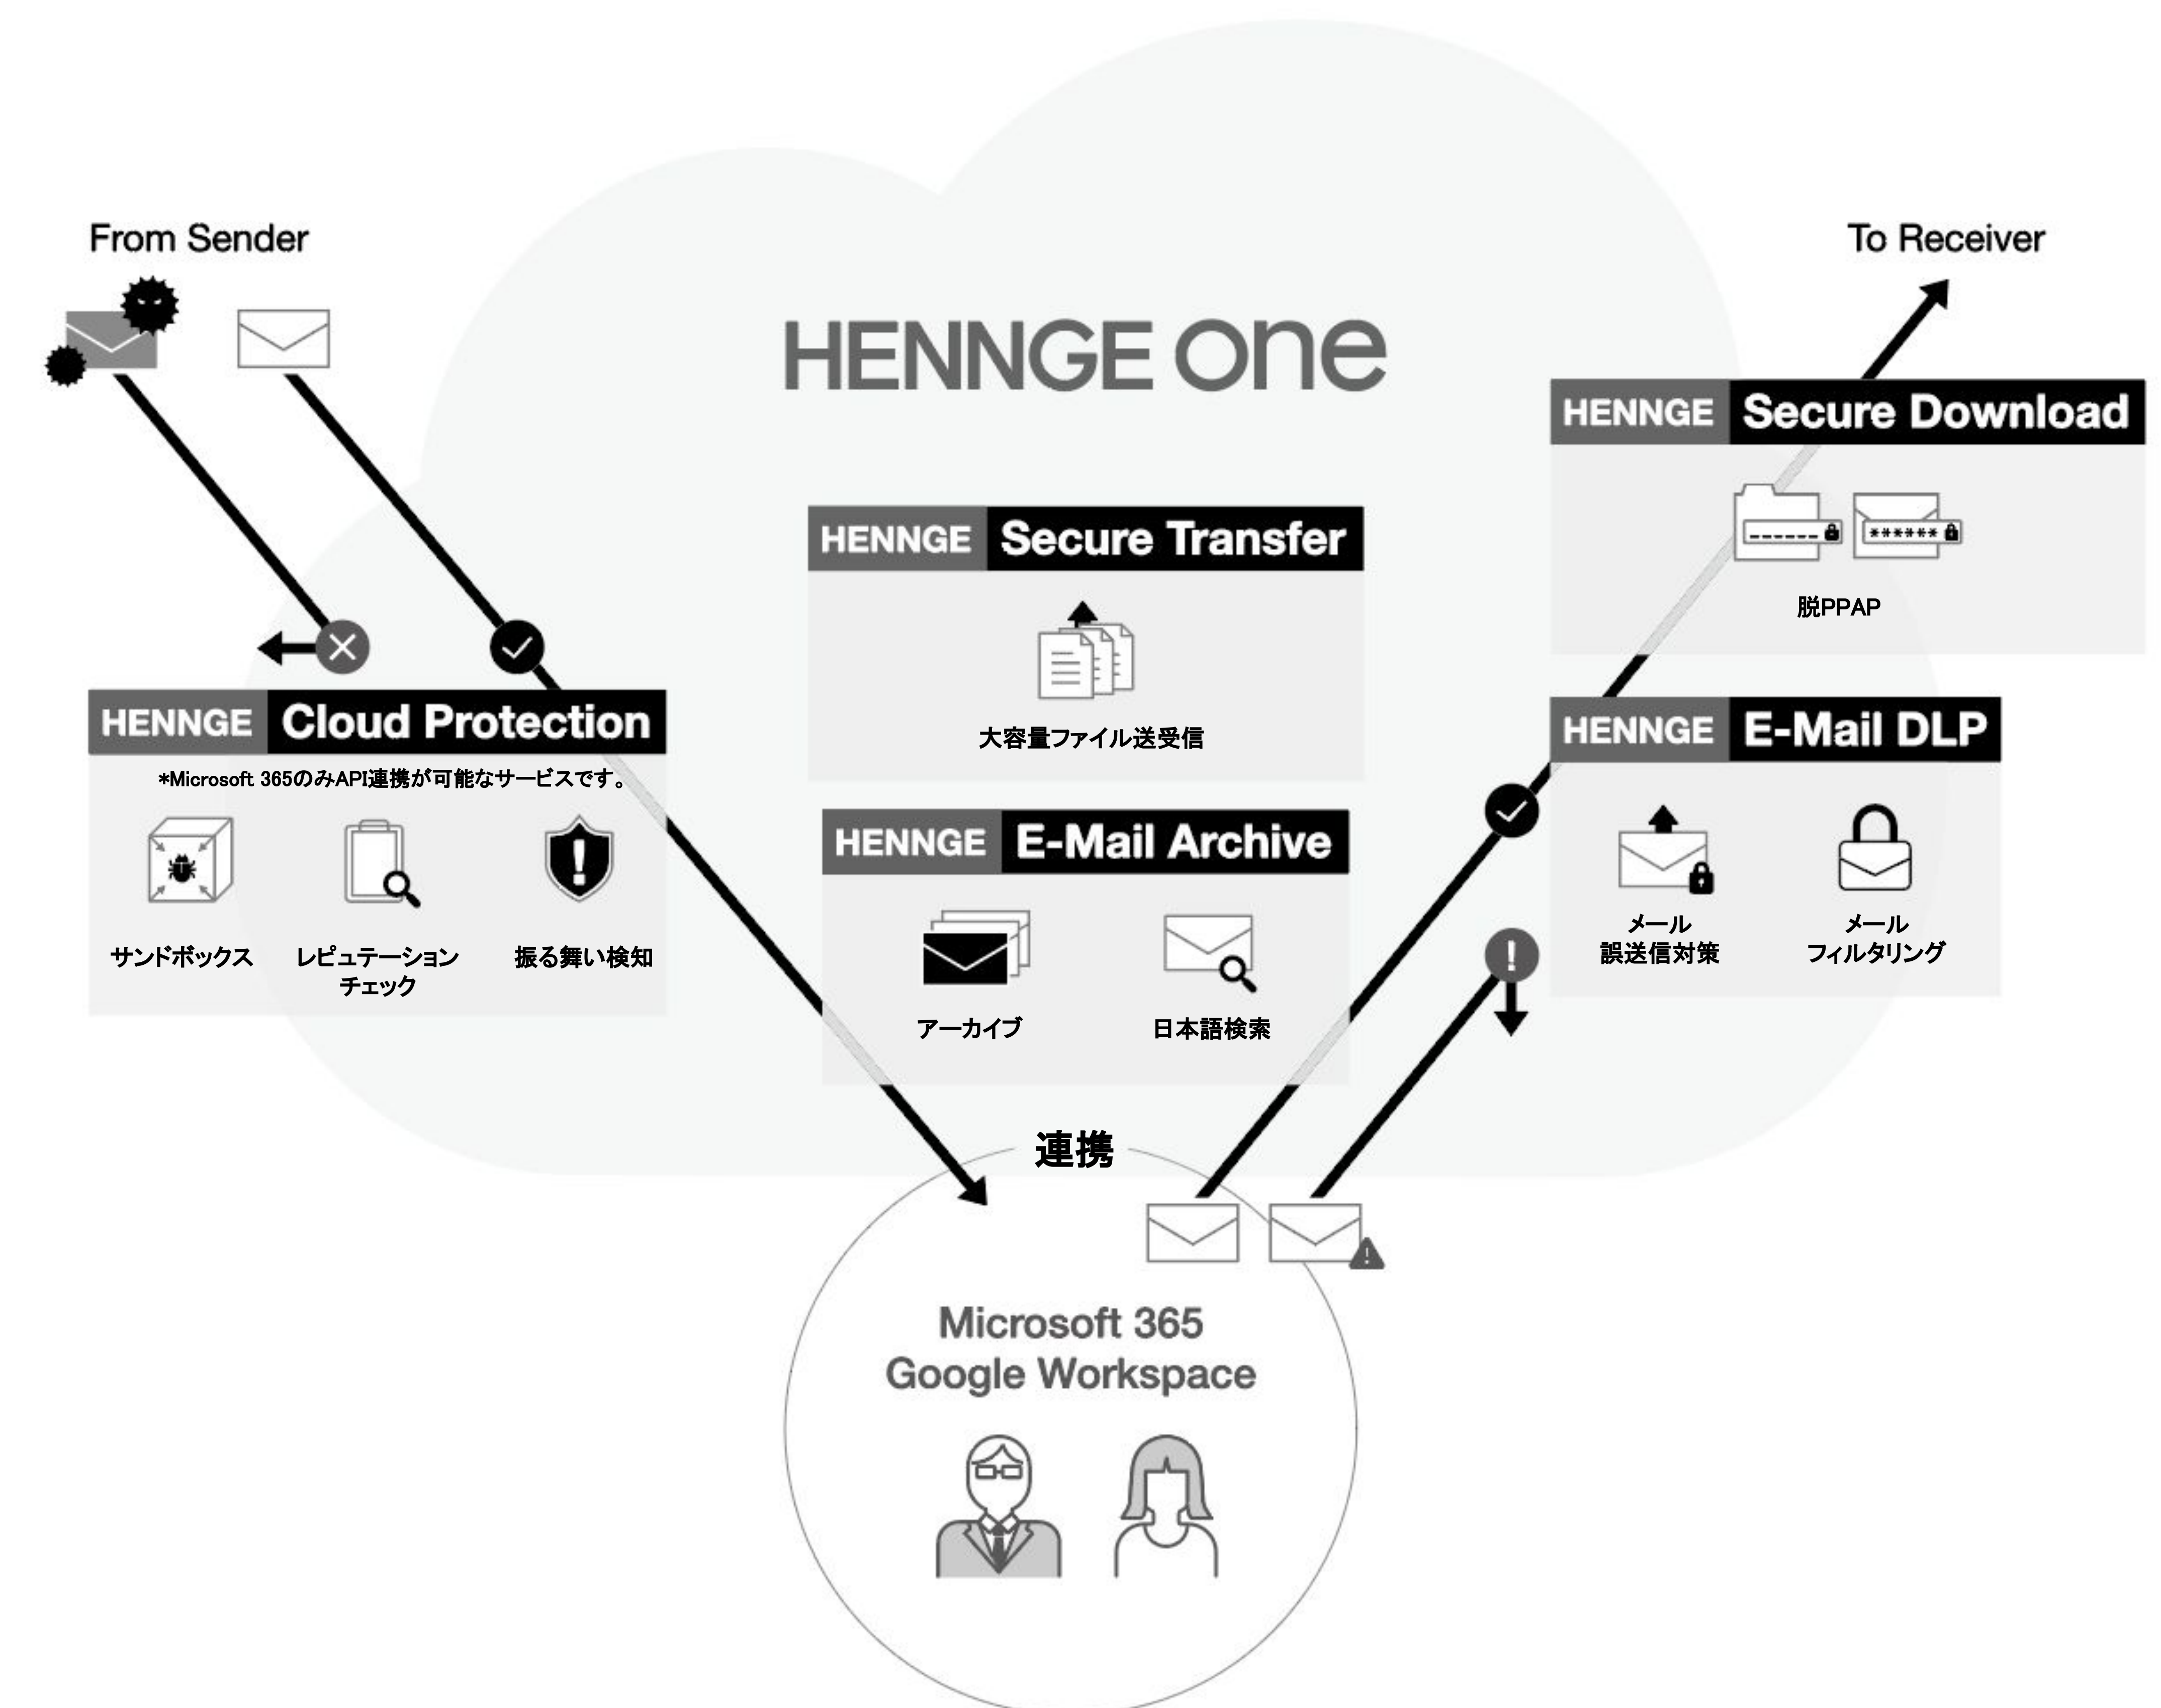 From Sender
To Receiver
HENNGE one
HENNGE Secure Download
****** 
脱PPAP
HENNGE Secure Transfer
大容量ファイル送受信
HENNGE Cloud Protection
*Microsoft 365のみAPI連携が可能なサービスです。
サンドボックス
レピュテーション
チェック
振る舞い検知
HENNGE E-Mail DLP
メール
誤送信対策
メール
フィルタリング
HENNGE E-Mail Archive
アーカイブ
日本語検索
連携
Microsoft 365
Google Workspace